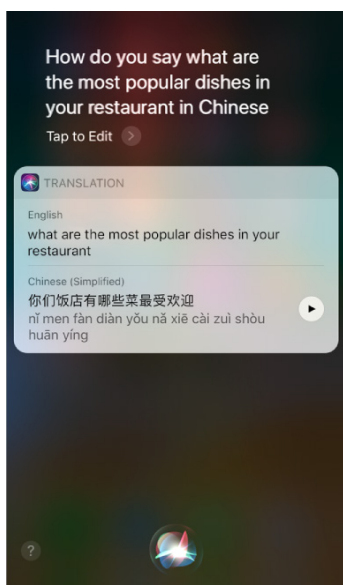 How do you say what are
the most popular dishes in
your restaurant in Chinese
Tap to Edit
TRANSLATION
English
what are the most popular dishes in your
restaurant
Chinese (Simplified)
你们饭店有哪些菜最受欢迎
nǐ men fàn diàn yǒu nǎ xiē cài zuì shòu
huān yíng
?